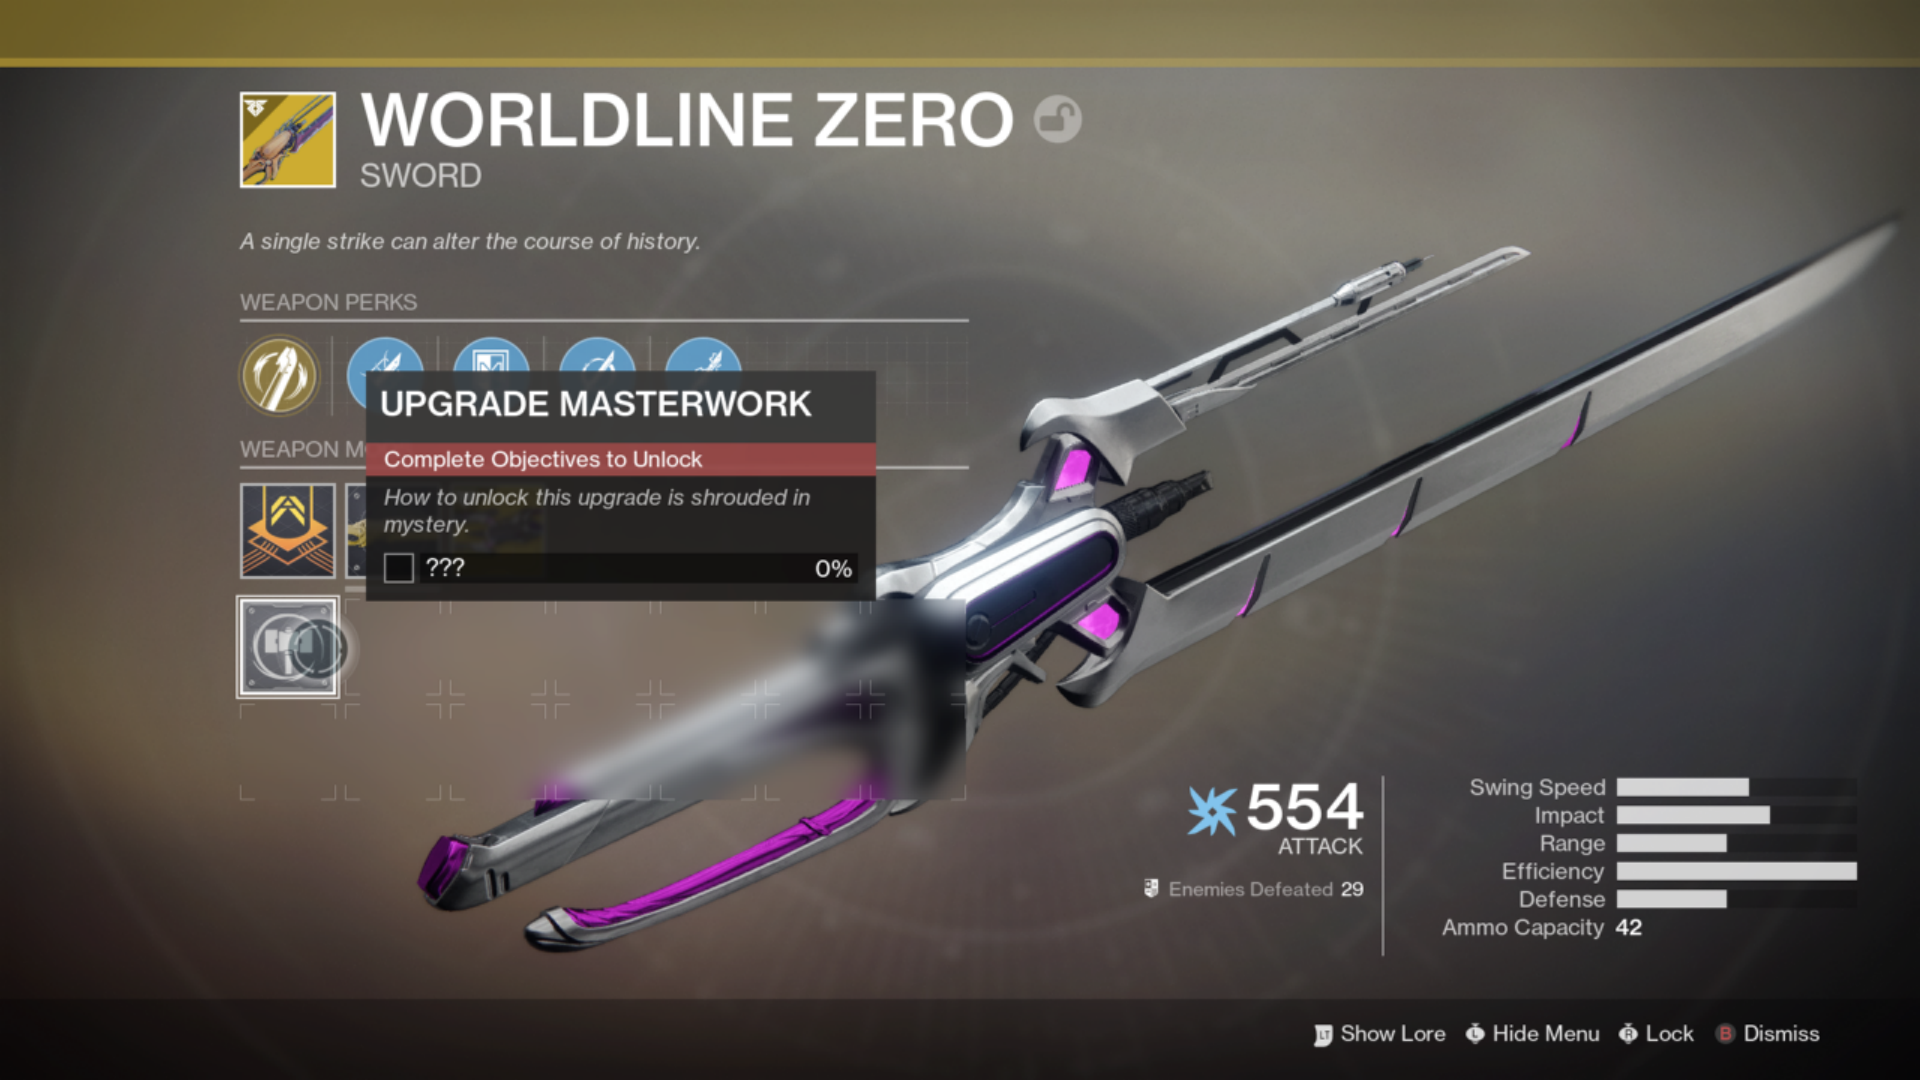 WORLDLINE ZERO
SWORD
A single strike can alter the course of history.
WEAPON PERKS
WEAPON M
UPGRADE MASTERWORK
Complete Objectives to Unlock
How to unlock this upgrade is shrouded in
mystery.
??? 0%
554
ATTACK
Enemies Defeated 29
Swing Speed
Impact
Range
Efficiency
Defense
Ammo Capacity 42
LT Show Lore L Hide Menu R Lock B Dismiss